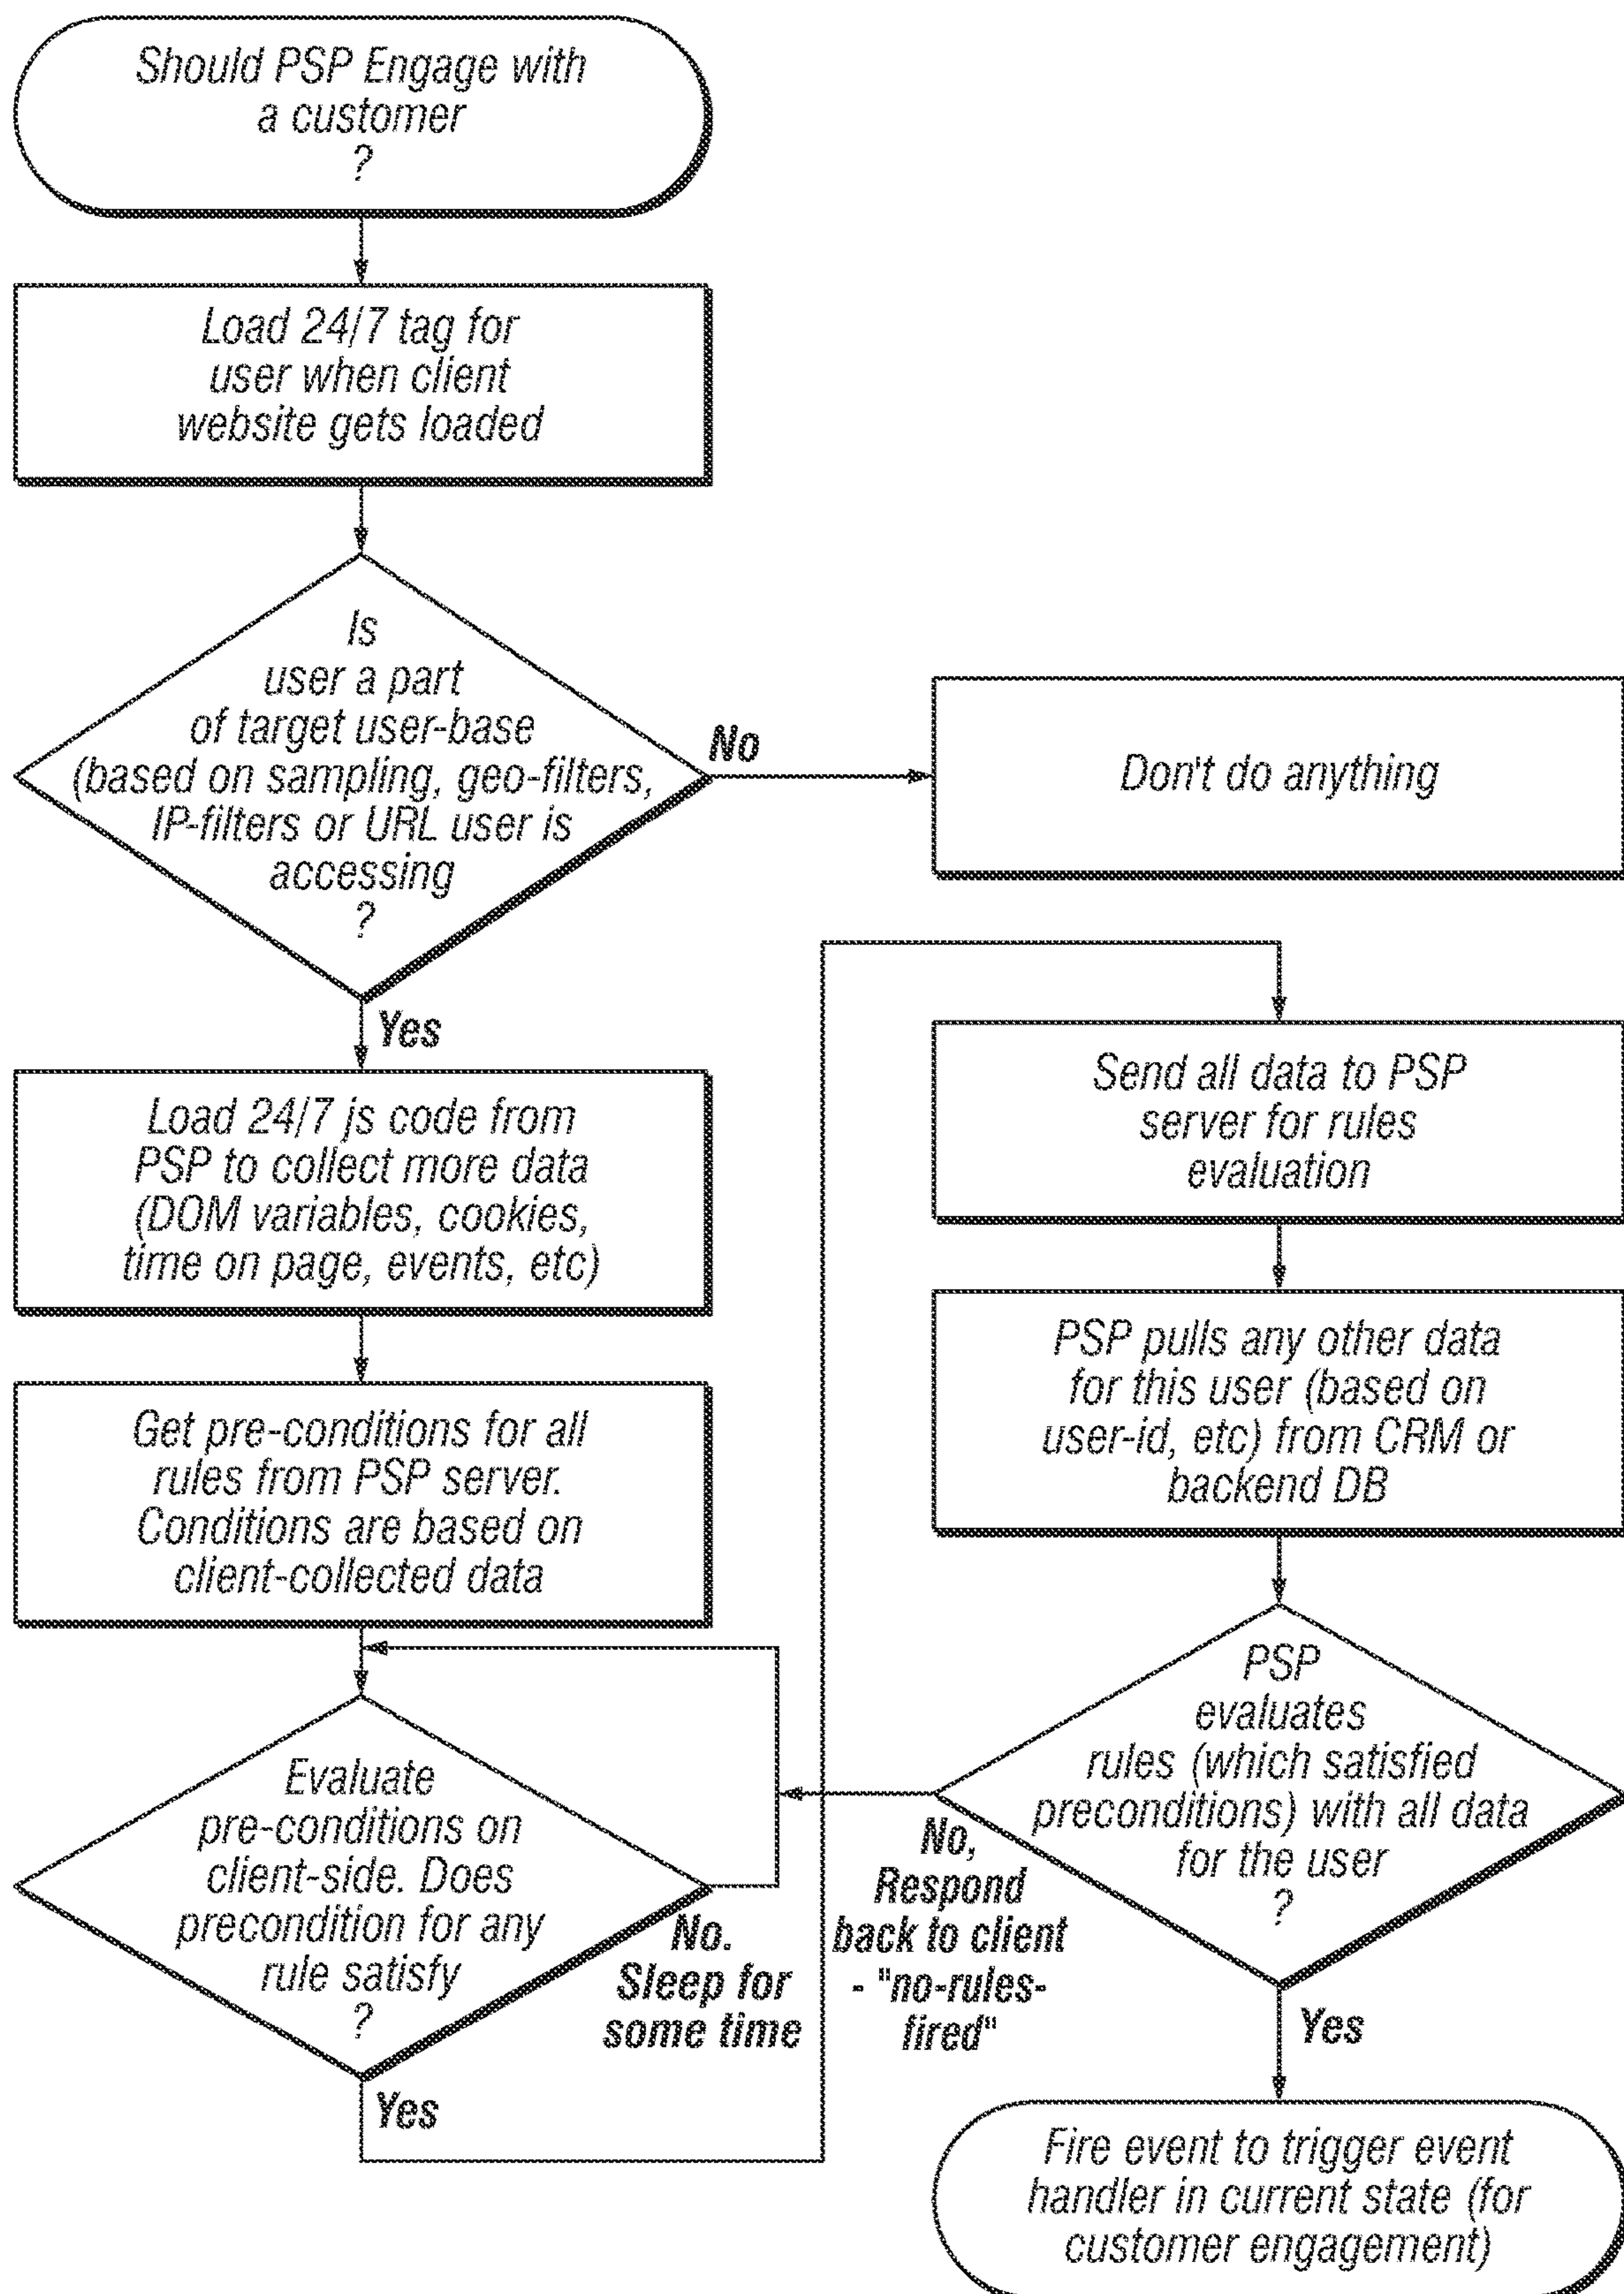 Should PSP Engage with
a customer
?
Load 24/7 tag for
user when client
website gets loaded
Is
user a part
of target user-base
(based on sampling, geo-filters,
IP-filters or URL user is
accessing
?
No
Don't do anything
Yes
Load 24/7 js code from
PSP to collect more data
(DOM variables, cookies,
time on page, events, etc)
Get pre-conditions for all
rules from PSP server.
Conditions are based on
client-collected data
Evaluate
pre-conditions on
client-side. Does
precondition for any
rule satisfy
?
No.
Sleep for
some time
Yes
Send all data to PSP
server for rules
evaluation
PSP pulls any other data
for this user (based on
user-id, etc) from CRM or
backend DB
PSP
evaluates
rules (which satisfied
preconditions) with all data
for the user
?
No,
Respond
back to client
- "no-rules-
fired"
Yes
Fire event to trigger event
handler in current state (for
customer engagement)